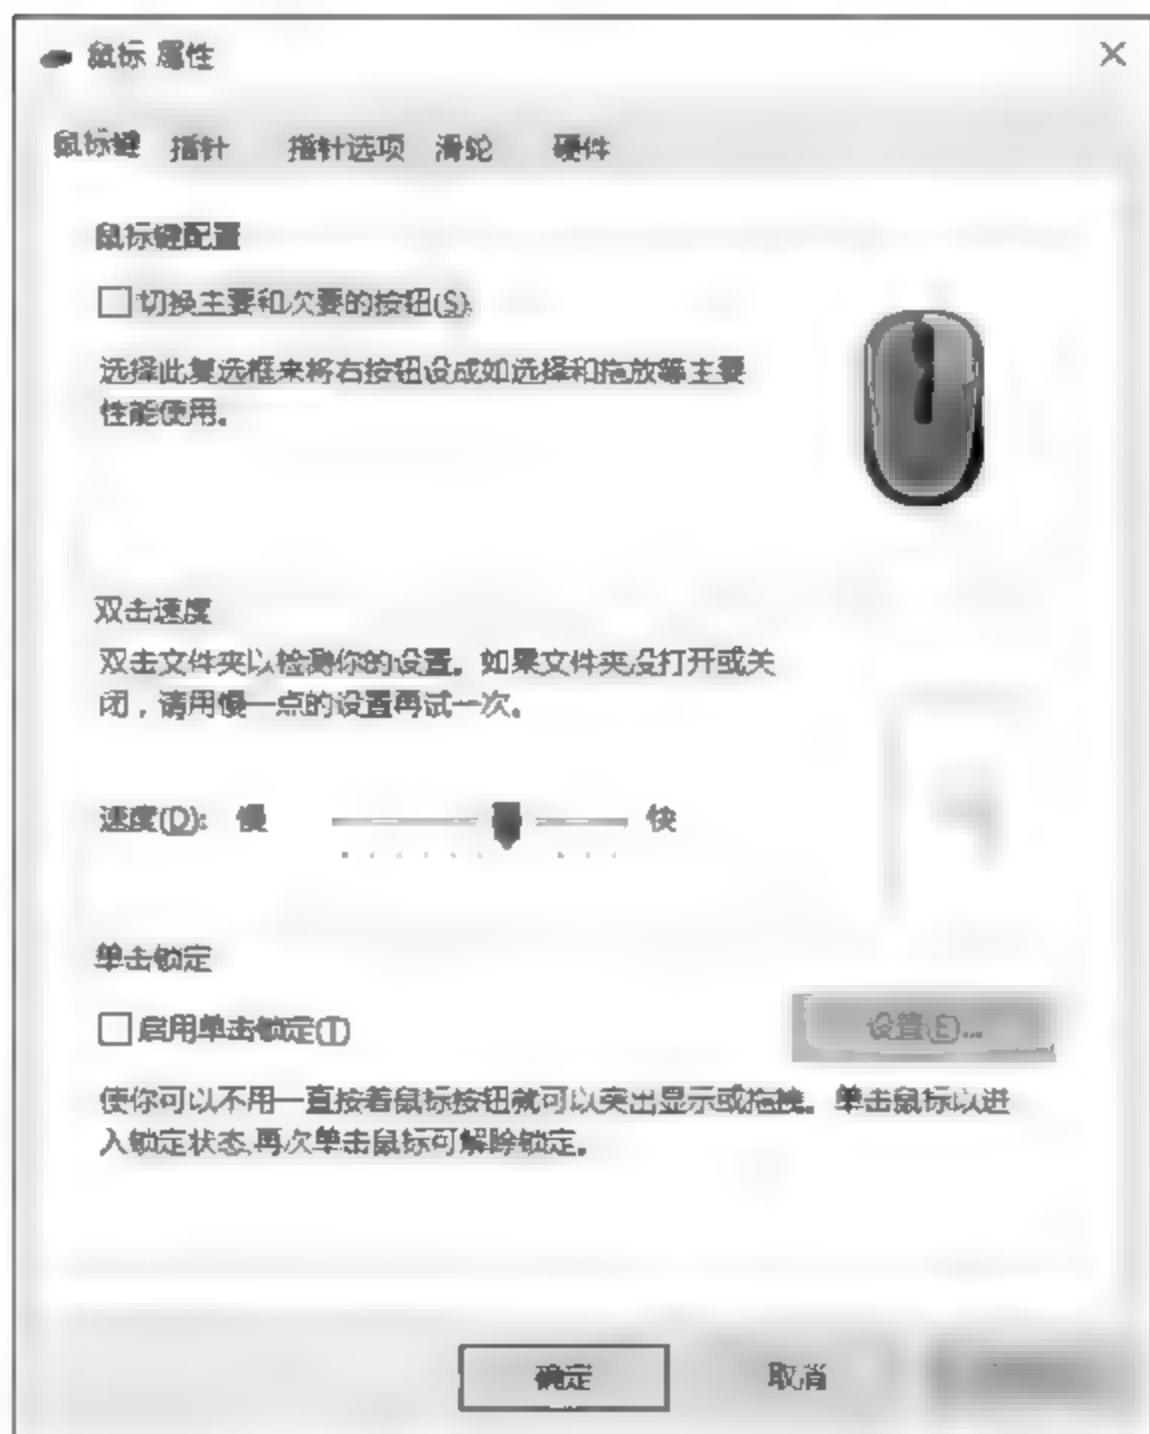 鼠标 属性
鼠标键 指针 指针选项 滑轮 硬件
鼠标键配置
切换主要和次要的按钮(S)
选择此复选框来将右按钮设成如选择和拖放等主要
性能使用。
双击速度
双击文件夹以检测你的设置。如果文件夹没打开或关
闭，请用慢一点的设置再试一次。
速度(D): 慢 快
单击锁定
启用单击锁定(T) 设置(E)...
使你可以不用一直按着鼠标按钮就可以突出显示或拖拽。单击鼠标以进
入锁定状态,再次单击鼠标可解除锁定。
确定 取消